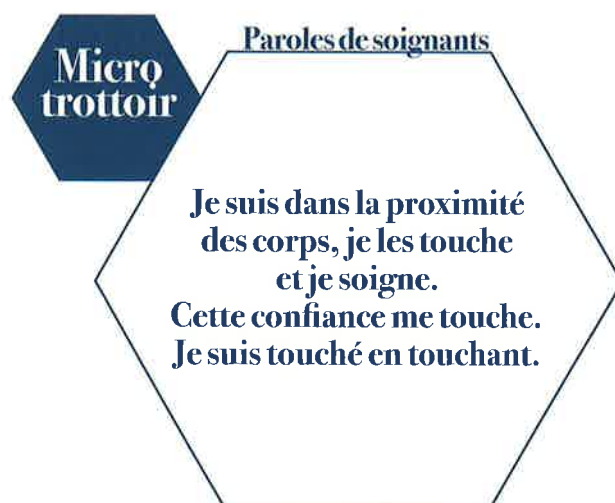 Micro
trottoir
Paroles de soignants
Je suis dans la proximité
des corps, je les touche
et je soigne.
Cette confiance me touche.
Je suis touché en touchant.